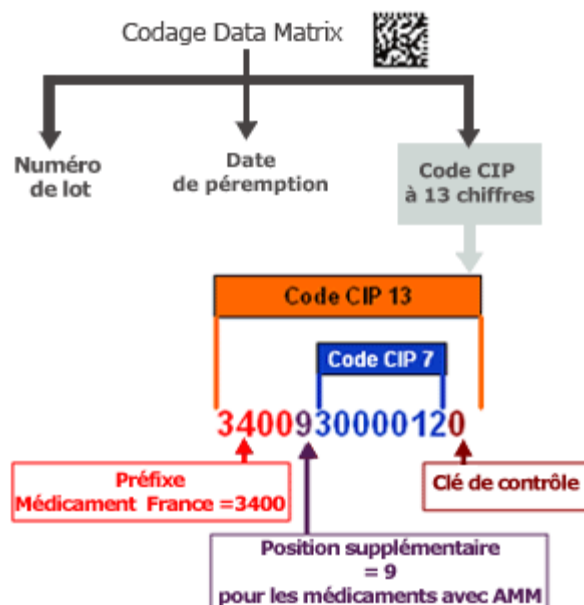 Codage Data Matrix
Numéro
de lot
Date
de péremption
Code CIP
à 13 chiffres
Code CIP 13
Code CIP 7
3400930000120
Préfixe
Médicament France =3400
Clé de contrôle
Position supplémentaire
= 9
pour les médicaments avec AMM